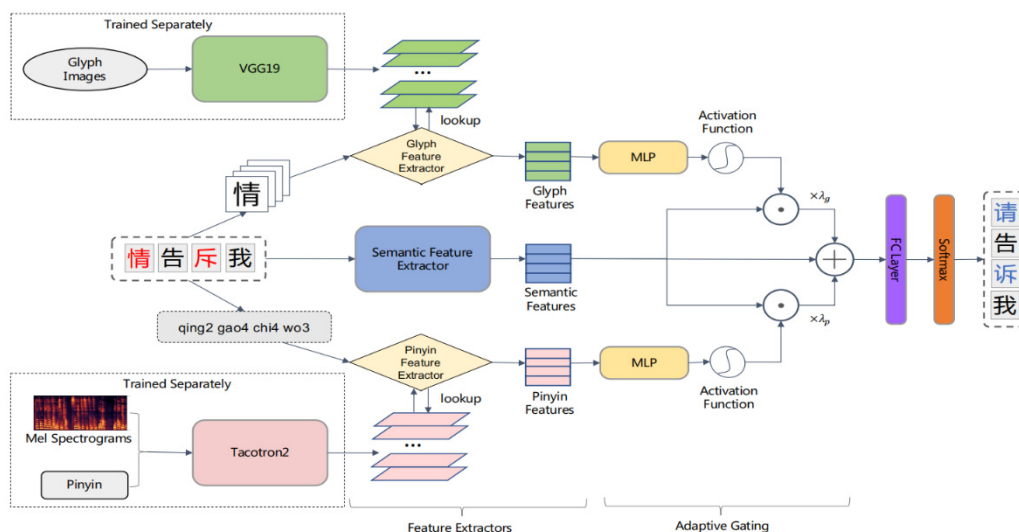 Trained Separately
Glyph
Images
VGG19
...
lookup
Glyph
Feature
Extractor
Glyph
Features
MLP
Activation
Function
×λg
情
情 告 斥 我
Semantic Feature
Extractor
Semantic
Features
FC Layer
Softmax
请
告
诉
我
qing2 gao4 chi4 wo3
Pinyin
Feature
Extractor
Pinyin
Features
MLP
Activation
Function
×λp
lookup
Trained Separately
Mel Spectrograms
Pinyin
Tacotron2
...
Feature Extractors
Adaptive Gating